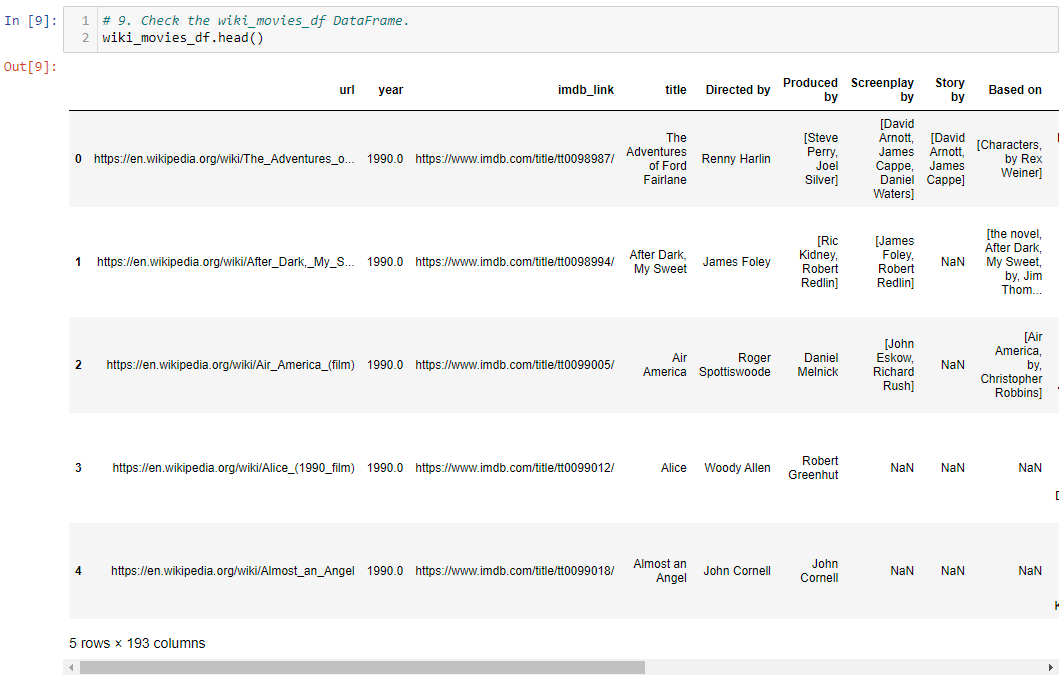 In [9]:
1 # 9. Check the wiki_movies_df DataFrame.
2 wiki_movies_df.head()
Out[9]:
url year imdb_link title Directed by Produced by Screenplay by Story by Based on
0 https://en.wikipedia.org/wiki/The_Adventures_o... 1990.0 https://www.imdb.com/title/tt0098987/ The Adventures of Ford Fairlane Renny Harlin [Steve Perry, Joel Silver] [David Arnott, James Cappe, Daniel Waters] [David Arnott, James Cappe] [Characters, by Rex Weiner]
1 https://en.wikipedia.org/wiki/After_Dark,_My_S... 1990.0 https://www.imdb.com/title/tt0098994/ After Dark, My Sweet James Foley [Ric Kidney, Robert Redlin] [James Foley, Robert Redlin] NaN [the novel, After Dark, My Sweet, by, Jim Thom...
2 https://en.wikipedia.org/wiki/Air_America_(film) 1990.0 https://www.imdb.com/title/tt0099005/ Air America Roger Spottiswoode Daniel Melnick [John Eskow, Richard Rush] NaN [Air America, by, Christopher Robbins]
3 https://en.wikipedia.org/wiki/Alice_(1990_film) 1990.0 https://www.imdb.com/title/tt0099012/ Alice Woody Allen Robert Greenhut NaN NaN NaN
4 https://en.wikipedia.org/wiki/Almost_an_Angel 1990.0 https://www.imdb.com/title/tt0099018/ Almost an Angel John Cornell John Cornell NaN NaN NaN
5 rows × 193 columns